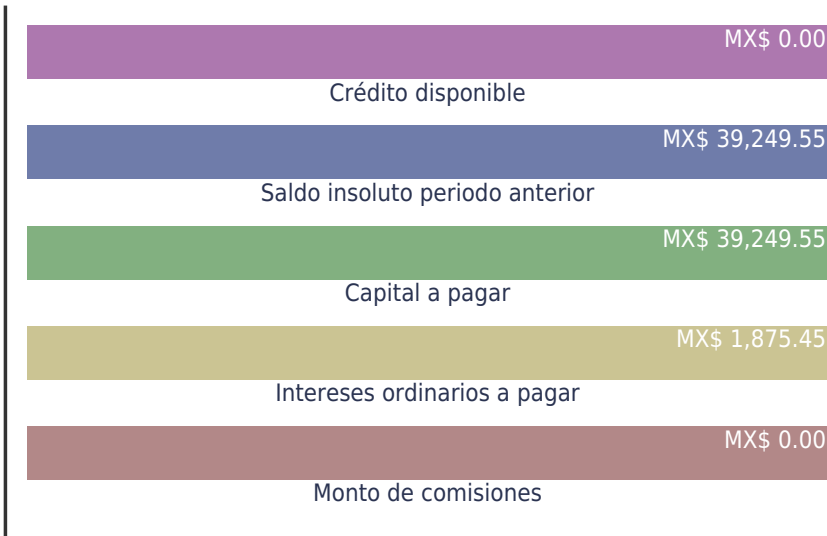 MX$ 0.00
Crédito disponible
MX$ 39,249.55
Saldo insoluto periodo anterior
MX$ 39,249.55
Capital a pagar
MX$ 1,875.45
Intereses ordinarios a pagar
MX$ 0.00
Monto de comisiones